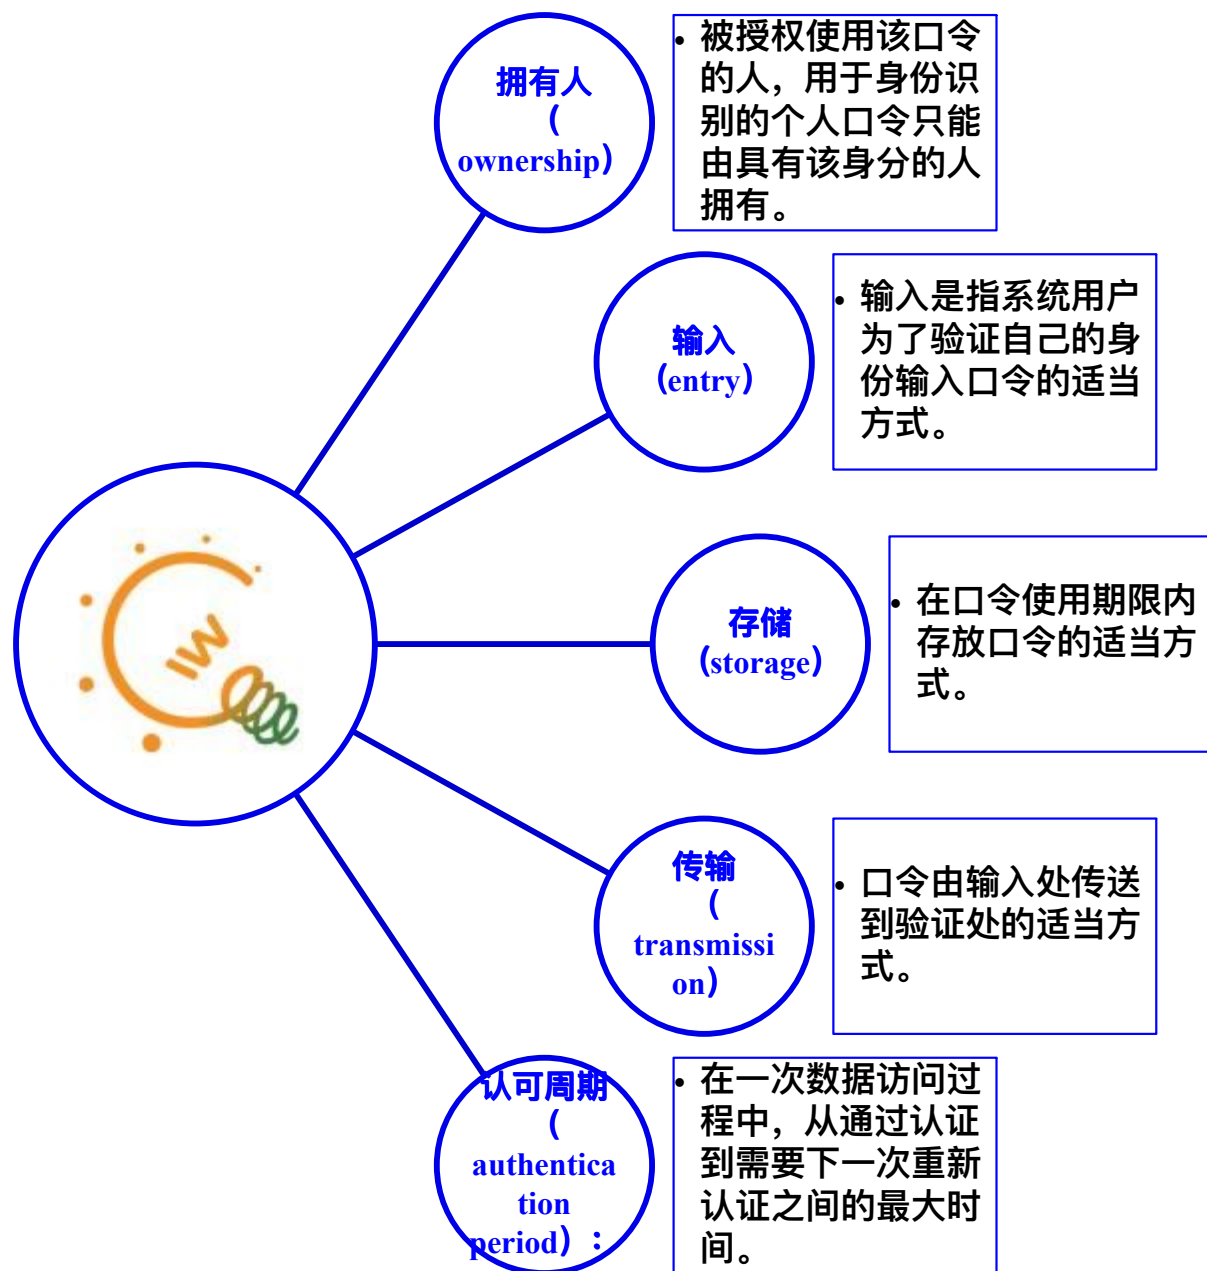 拥有人
（
ownership）
• 被授权使用该口令
的人，用于身份识
别的个人口令只能
由具有该身分的人
拥有。
输入
（entry）
• 输入是指系统用户
为了验证自己的身
份输入口令的适当
方式。
存储
（storage）
• 在口令使用期限内
存放口令的适当方
式。
传输
（
transmissi
on）
• 口令由输入处传送
到验证处的适当方
式。
认可周期
（
authentica
tion
period）：
• 在一次数据访问过
程中，从通过认证
到需要下一次重新
认证之间的最大时
间。